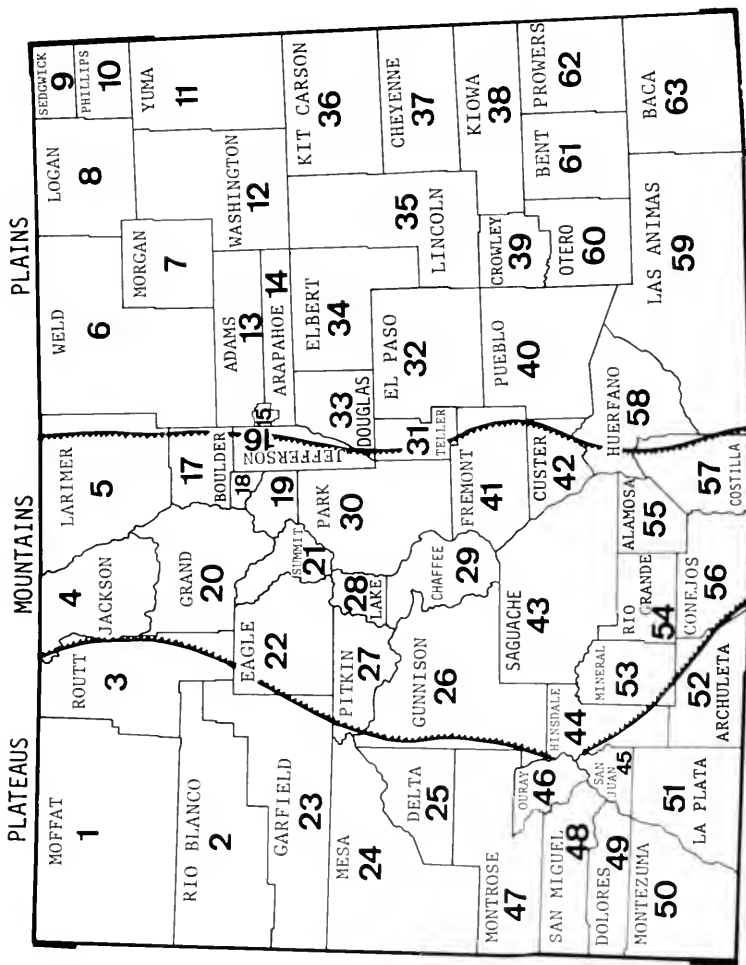 PLATEAUS
MOUNTAINS
PLAINS
MOFFAT
1
RIO BLANCO
2
ROUTT
3
4
JACKSON
LARIMER
5
WELD
6
MORGAN
7
LOGAN
8
SEDGWICK
9
PHILLIPS
10
YUMA
11
WASHINGTON
12
ADAMS
13
ARAPAHOE 14
15
16
JEFFERSON
17
BOULDER
18
19
GRAND
20
SUMMIT
21
EAGLE
22
GARFIELD
23
MESA
24
DELTA
25
GUNNISON
26
PITKIN
27
28
LAKE
CHAFFEE
29
PARK
30
31
TELLER
EL PASO
32
33
DOUGLAS
ELBERT
34
35
LINCOLN
KIT CARSON
36
CHEYENNE
37
KIOWA
38
CROWLEY
39
PUEBLO
40
FREMONT
41
CUSTER
42
SAGUACHE
43
HINSDALE
44
SAN
JUAN
45
OURAY
46
MONTROSE
47
SAN MIGUEL
48
DOLORES
49
MONTEZUMA
50
51
LA PLATA
52
ARCHULETA
MINERAL
53
RIO
GRANDE
54
ALAMOSA
55
CONEJOS
56
57
COSTILLA
HUERFANO
58
LAS ANIMAS
59
OTERO
60
BENT
61
PROWERS
62
BACA
63